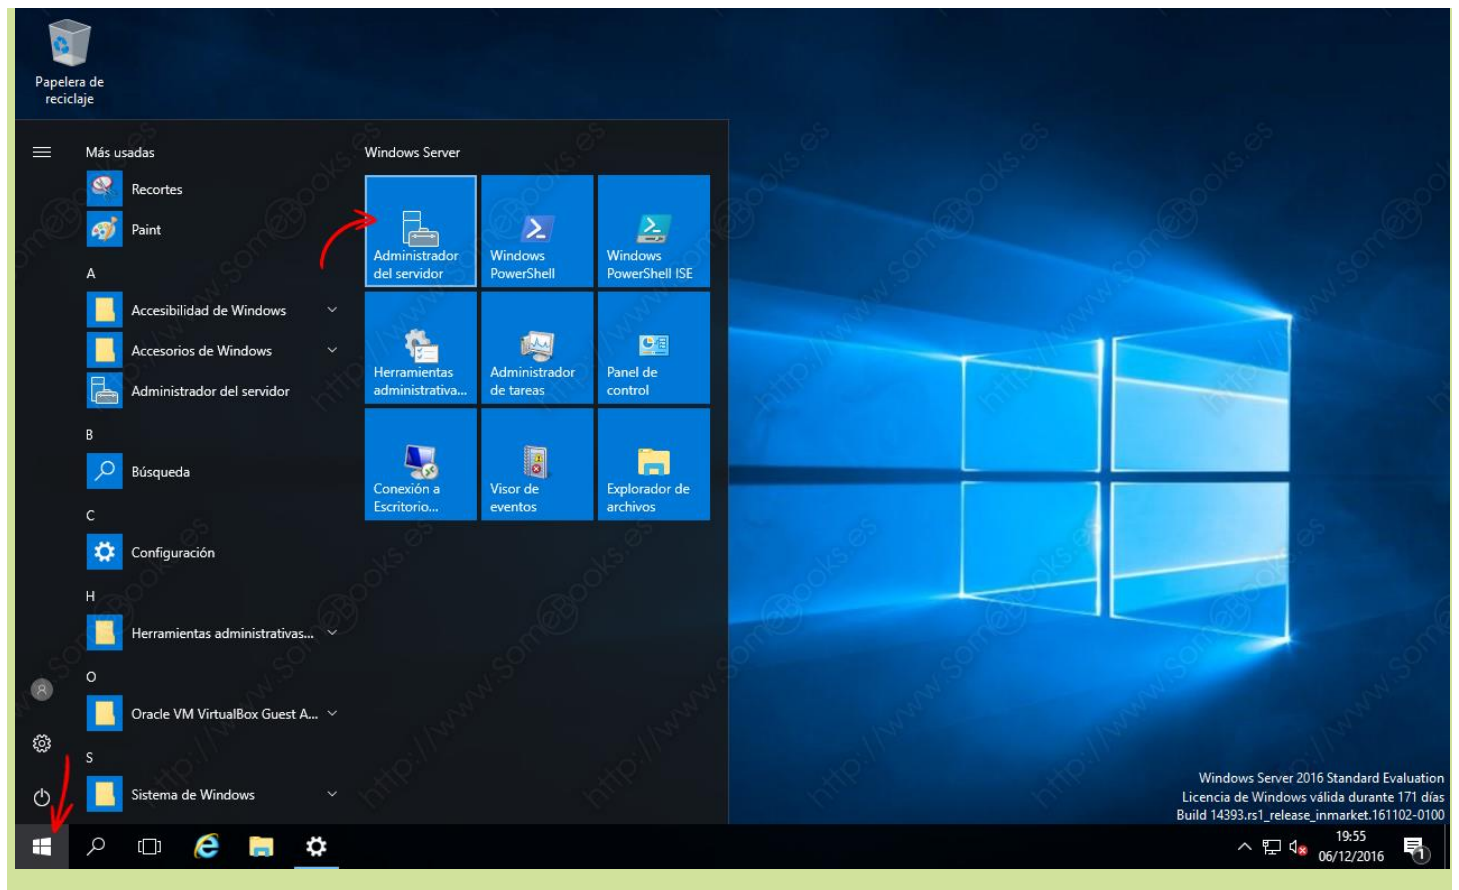 Papelera de
reciclaje
Más usadas
Recortes
Paint
A
Accesibilidad de Windows
Accesorios de Windows
Administrador del servidor
B
Búsqueda
C
Configuración
H
Herramientas administrativas...
O
Oracle VM VirtualBox Guest A...
S
Sistema de Windows
Windows Server
Administrador
del servidor
Windows
PowerShell
Windows
PowerShell ISE
Herramientas
administrativa...
Administrador
de tareas
Panel de
control
Conexión a
Escritorio...
Visor de
eventos
Explorador de
archivos
Windows Server 2016 Standard Evaluation
Licencia de Windows válida durante 171 días
Build 14393.rs1_release_inmarket.161102-0100
19:55
06/12/2016
1
http://www.SomeBooks.es